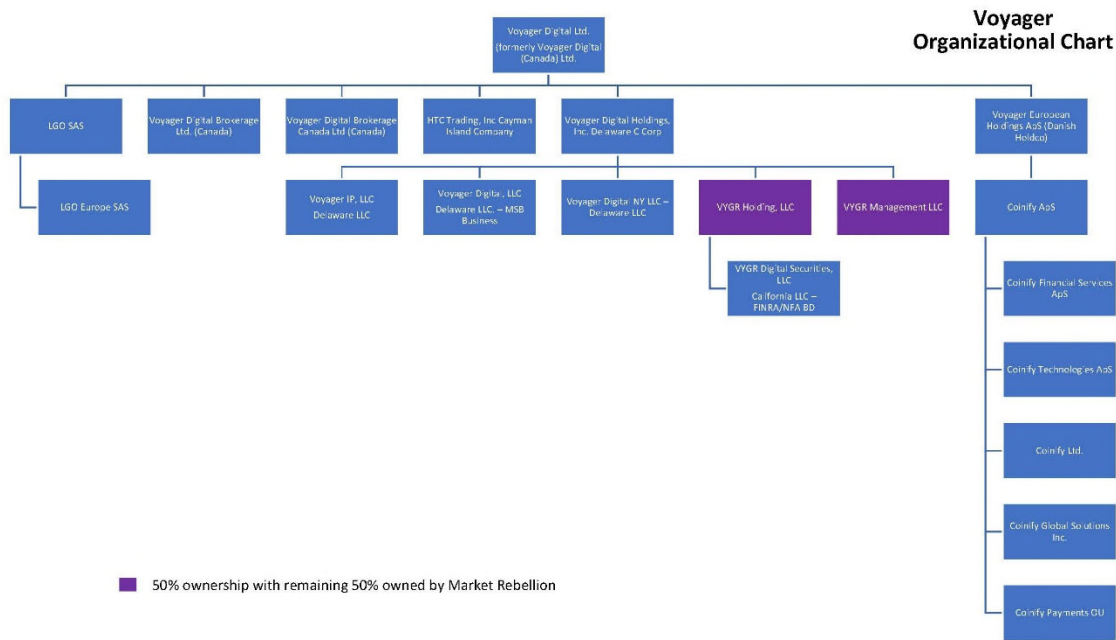 Voyager
Organizational Chart
Voyager Digital Ltd.
(formerly Voyager Digital
(Canada) Ltd.
LGO SAS
Voyager Digital Brokerage
Ltd. (Canada)
Voyager Digital Brokerage
Canada Ltd (Canada)
HTC Trading, Inc Cayman
Island Company
Voyager Digital Holdings,
Inc. Delaware C Corp
Voyager European
Holdings ApS (Danish
Holdco)
LGO Europe SAS
Voyager IP, LLC
Delaware LLC
Voyager Digital, LLC
Delaware LLC. – MSB
Business
Voyager Digital NY LLC –
Delaware LLC
VYGR Holding, LLC
VYGR Management LLC
Coinify ApS
VYGR Digital Securities,
LLC
California LLC –
FINRA/NFA BD
Coinify Financial Services
ApS
Coinify Technologies ApS
Coinify Ltd.
Coinify Global Solutions
Inc.
Coinify Payments OU
50% ownership with remaining 50% owned by Market Rebellion